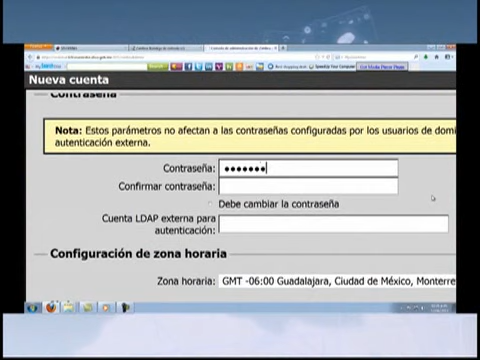 Nueva cuenta
Contraseña
Nota: Estos parámetros no afectan a las contraseñas configuradas por los usuarios de domi
autenticación externa.
Contraseña: •••••••
Confirmar contraseña:
Debe cambiar la contraseña
Cuenta LDAP externa para
autenticación:
Configuración de zona horaria
Zona horaria: GMT -06:00 Guadalajara, Ciudad de México, Monterre